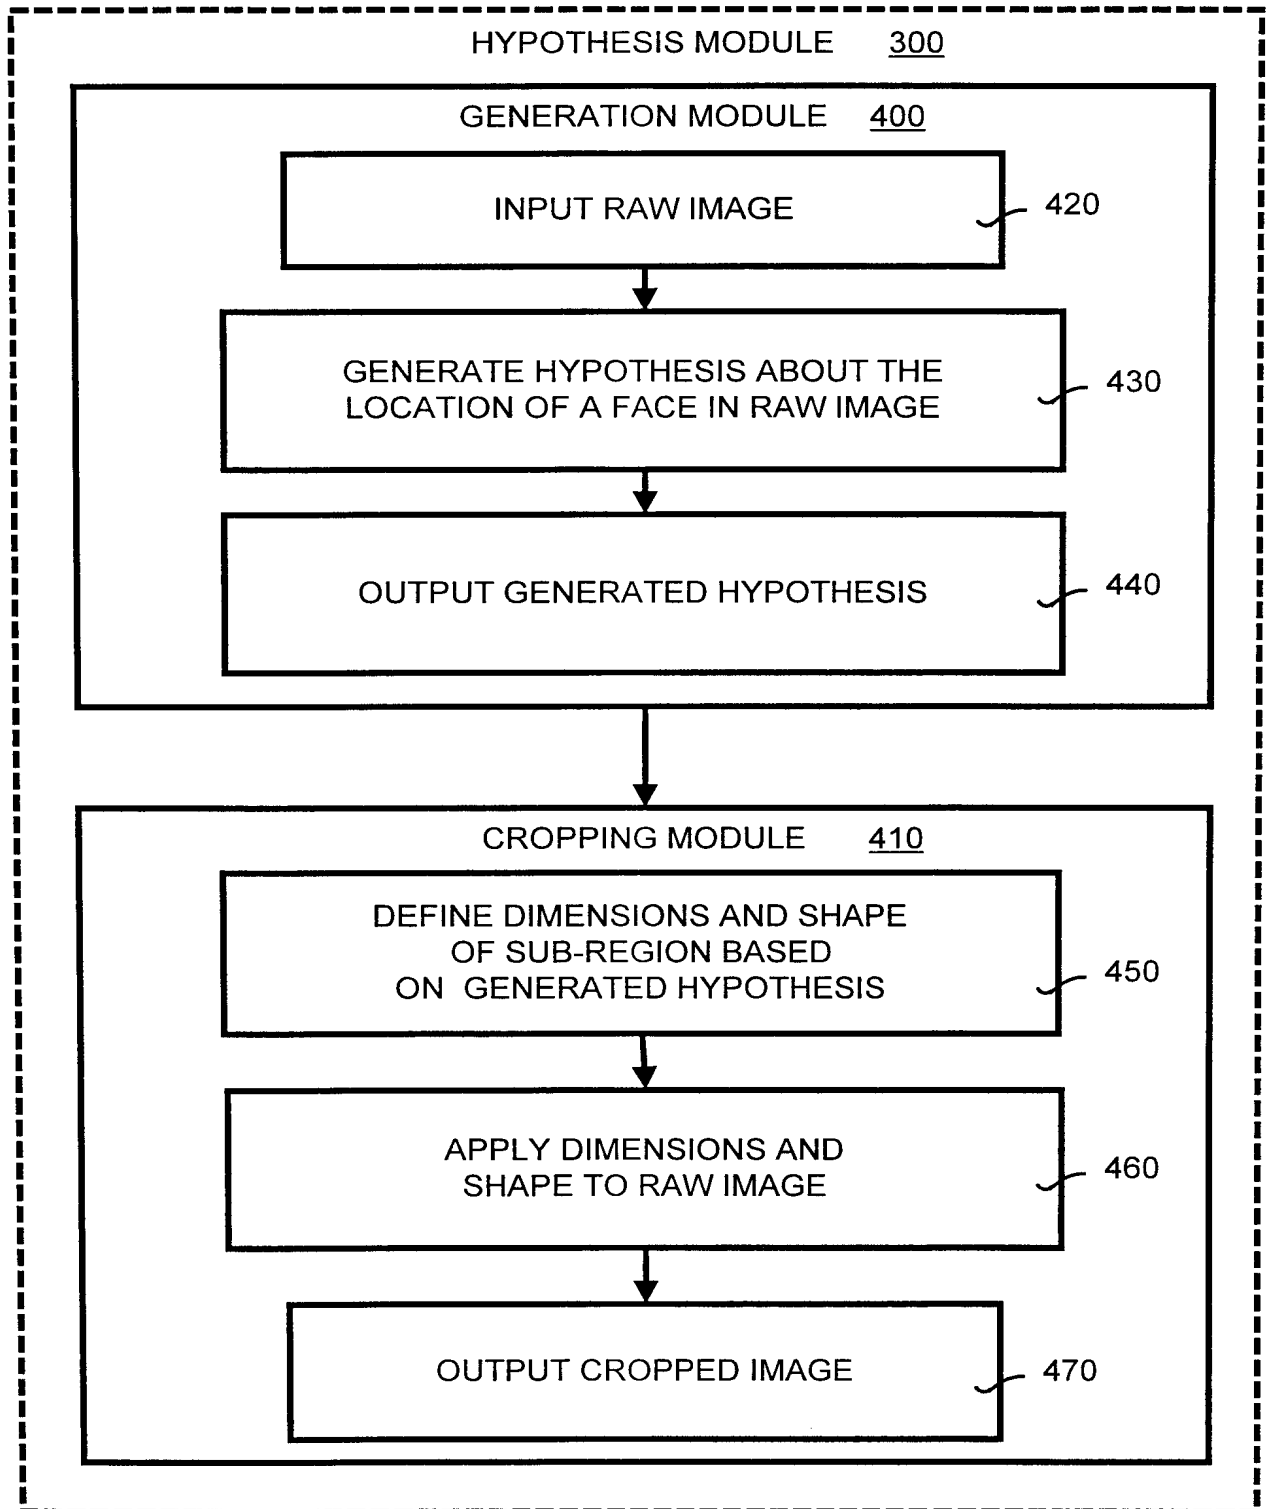 HYPOTHESIS MODULE 300
GENERATION MODULE 400
INPUT RAW IMAGE
420
GENERATE HYPOTHESIS ABOUT THE
LOCATION OF A FACE IN RAW IMAGE
430
OUTPUT GENERATED HYPOTHESIS
440
CROPPING MODULE 410
DEFINE DIMENSIONS AND SHAPE
OF SUB-REGION BASED
ON GENERATED HYPOTHESIS
450
APPLY DIMENSIONS AND
SHAPE TO RAW IMAGE
460
OUTPUT CROPPED IMAGE
470